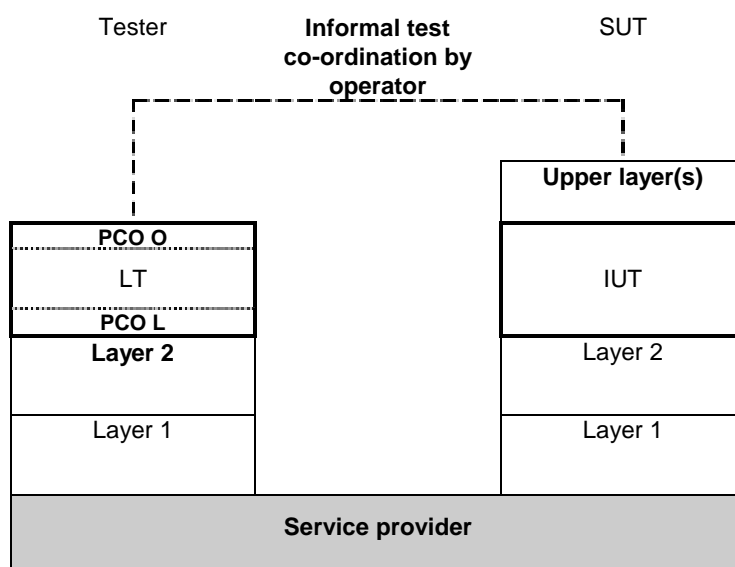 Tester
Informal test
co-ordination by
operator
SUT
Upper layer(s)
PCO O
LT
IUT
PCO L
Layer 2
Layer 2
Layer 1
Layer 1
Service provider